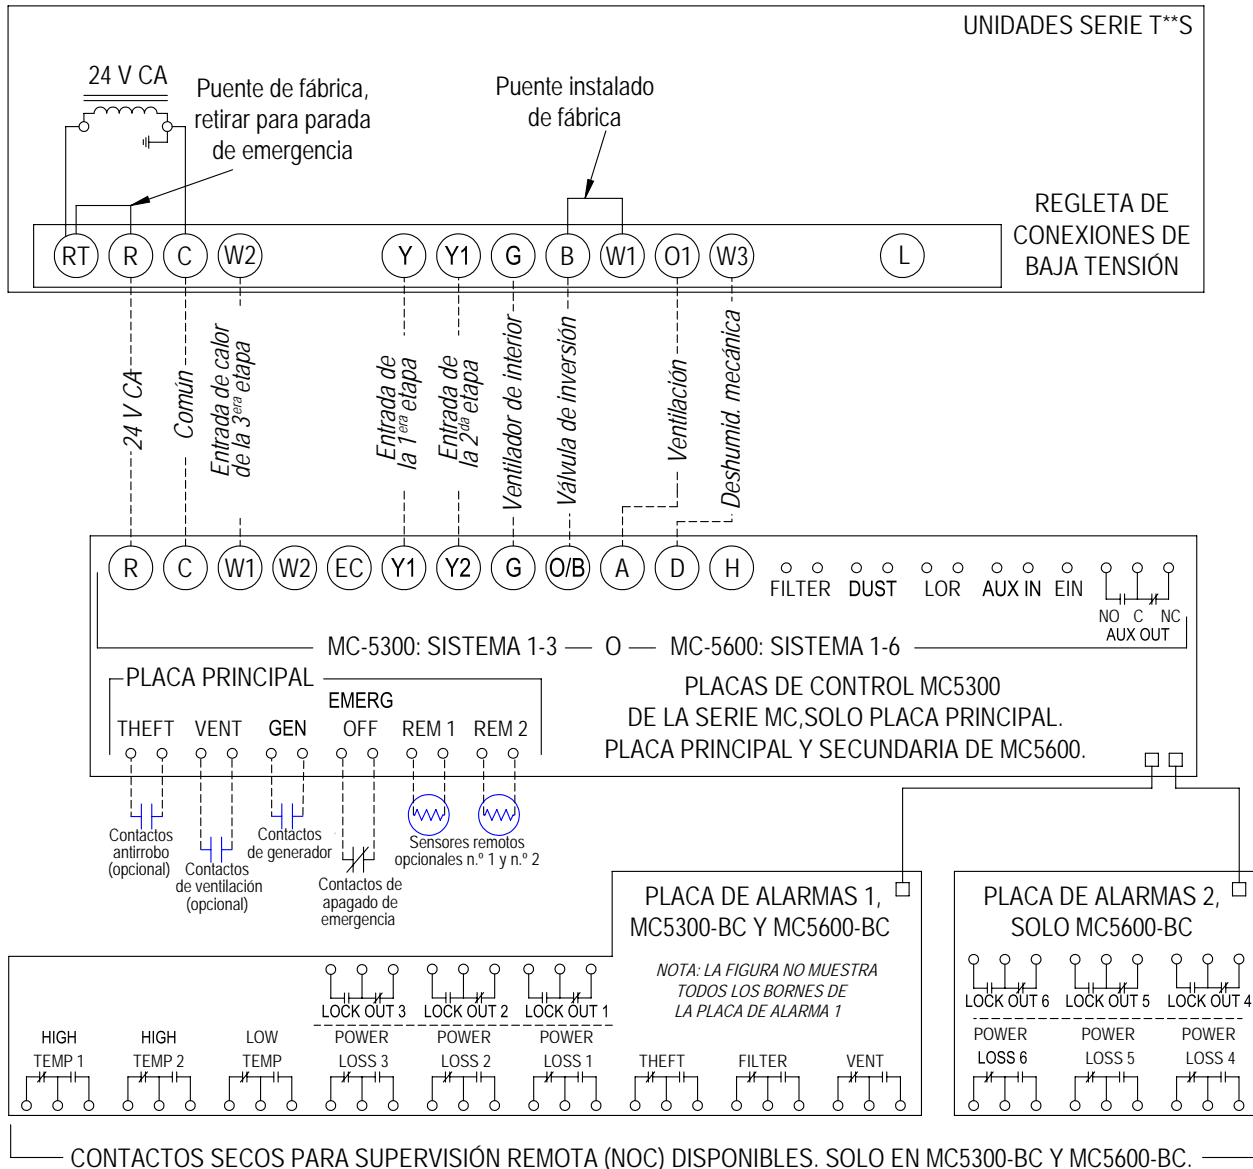 UNIDADES SERIE T**S
24 V CA
Puente de fábrica,
retirar para parada
de emergencia
Puente instalado
de fábrica
REGLETA DE
CONEXIONES DE
BAJA TENSIÓN
RT R C W2 Y Y1 G B W1 O1 W3 L
24 V CA
Común
Entrada de calor
de la 3era etapa
Entrada de
la 1era etapa
Entrada de
la 2da etapa
Ventilador de interior
Válvula de inversión
Ventilación
Deshumid. mecánica
R C W1 W2 EC Y1 Y2 G O/B A D H
FILTER DUST LOR AUX IN EIN
NO C NC
AUX OUT
MC-5300: SISTEMA 1-3 O MC-5600: SISTEMA 1-6
PLACA PRINCIPAL
PLACAS DE CONTROL MC5300
DE LA SERIE MC,SOLO PLACA PRINCIPAL.
PLACA PRINCIPAL Y SECUNDARIA DE MC5600.
THEFT VENT GEN EMERG OFF REM 1 REM 2
Contactos
antirrobo
(opcional)
Contactos
de ventilación
(opcional)
Contactos
de generador
Contactos de
apagado de
emergencia
Sensores remotos
opcionales n.º 1 y n.º 2
PLACA DE ALARMAS 1,
MC5300-BC Y MC5600-BC
NOTA: LA FIGURA NO MUESTRA
TODOS LOS BORNES DE
LA PLACA DE ALARMA 1
LOCK OUT 3 LOCK OUT 2 LOCK OUT 1
HIGH TEMP 1
HIGH TEMP 2
LOW TEMP
POWER LOSS 3
POWER LOSS 2
POWER LOSS 1
THEFT
FILTER
VENT
PLACA DE ALARMAS 2,
SOLO MC5600-BC
LOCK OUT 6 LOCK OUT 5 LOCK OUT 4
POWER LOSS 6
POWER LOSS 5
POWER LOSS 4
CONTACTOS SECOS PARA SUPERVISIÓN REMOTA (NOC) DISPONIBLES. SOLO EN MC5300-BC Y MC5600-BC.